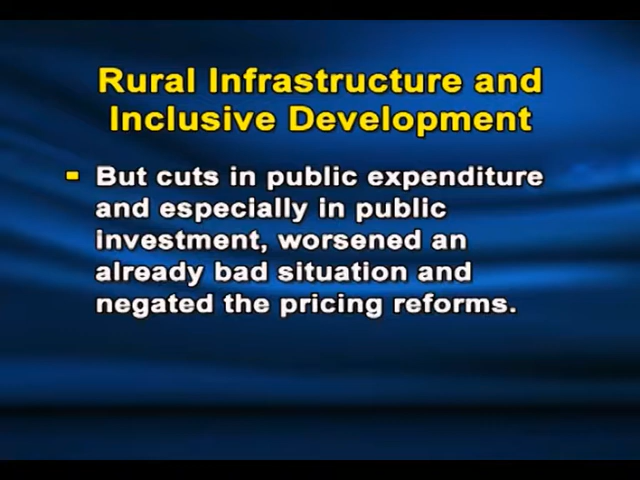 Rural Infrastructure and
Inclusive Development
But cuts in public expenditure
and especially in public
investment, worsened an
already bad situation and
negated the pricing reforms.